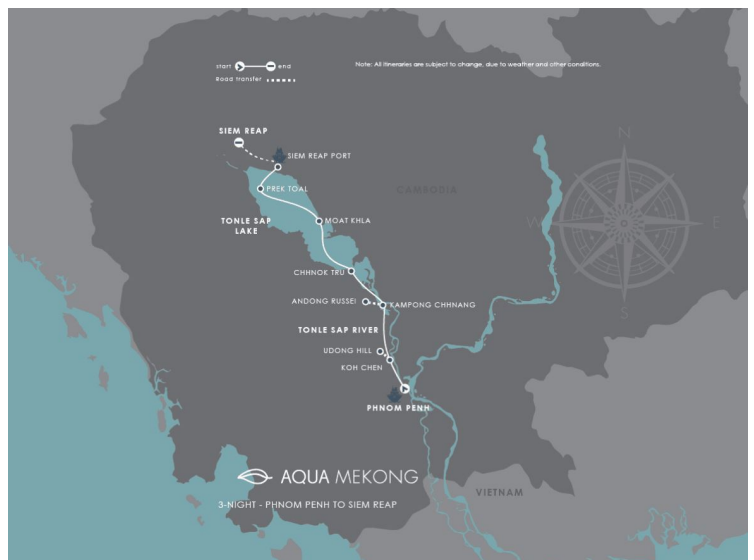 start end
Note: All itineraries are subject to change, due to weather and other conditions.
Road transfer
N
SIEM REAP
SIEM REAP PORT
PREK TOAL
CAMBODIA
TONLE SAP
LAKE
MOAT KHLA
W
E
CHHNOK TRU
ANDONG RUSSEI
KAMPONG CHHNANG
S
TONLE SAP RIVER
UDONG HILL
KOH CHEN
PHNOM PENH
AQUA MEKONG
VIETNAM
3-NIGHT - PHNOM PENH TO SIEM REAP